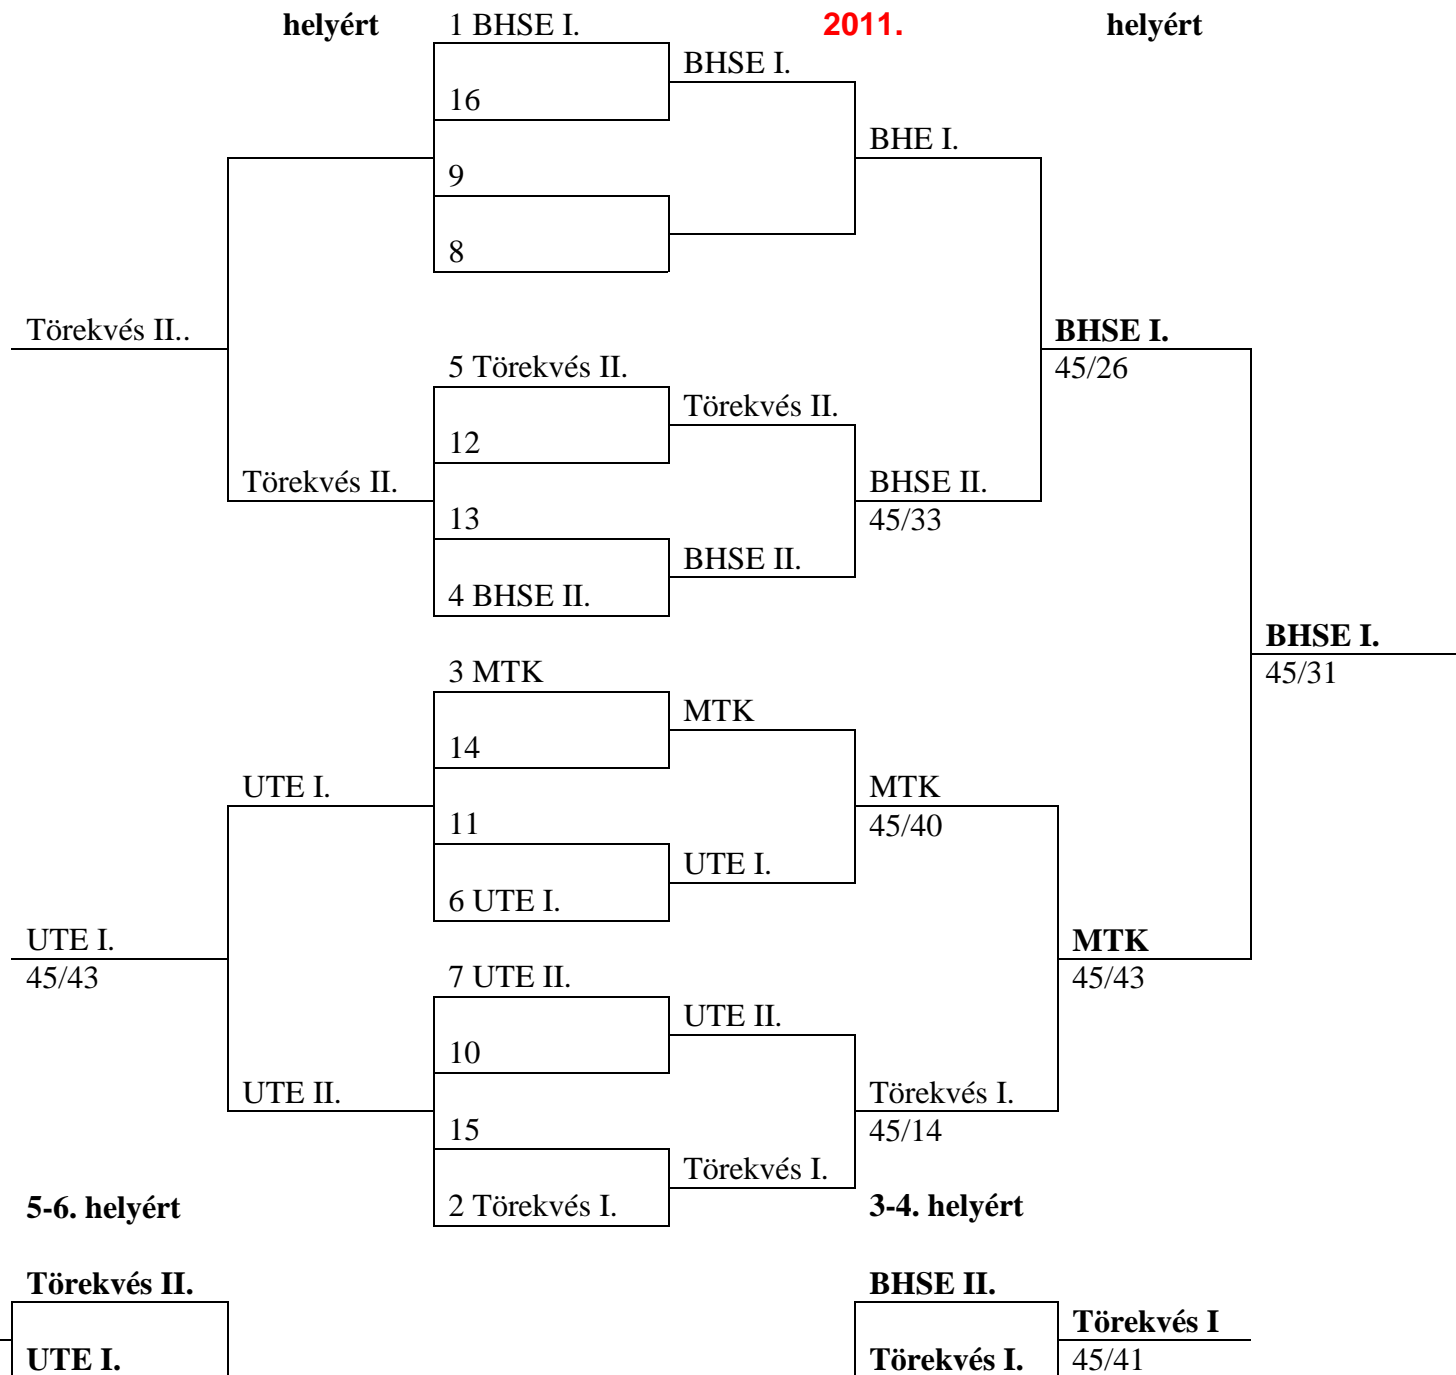 helyért 1 BHSE I. 2011. helyért
BHSE I.
16
BHE I.
9
8
Törekvés II.. BHSE I.
5 Törekvés II. 45/26
Törekvés II.
12
Törekvés II. BHSE II.
13 45/33
BHSE II.
4 BHSE II.
BHSE I.
3 MTK 45/31
MTK
14
UTE I. MTK
11 45/40
UTE I.
6 UTE I.
UTE I. MTK
45/43 7 UTE II. 45/43
UTE II.
10
UTE II. Törekvés I.
15 45/14
Törekvés I.
5-6. helyért 2 Törekvés I. 3-4. helyért
Törekvés II. BHSE II.
Törekvés I
UTE I. Törekvés I. 45/41